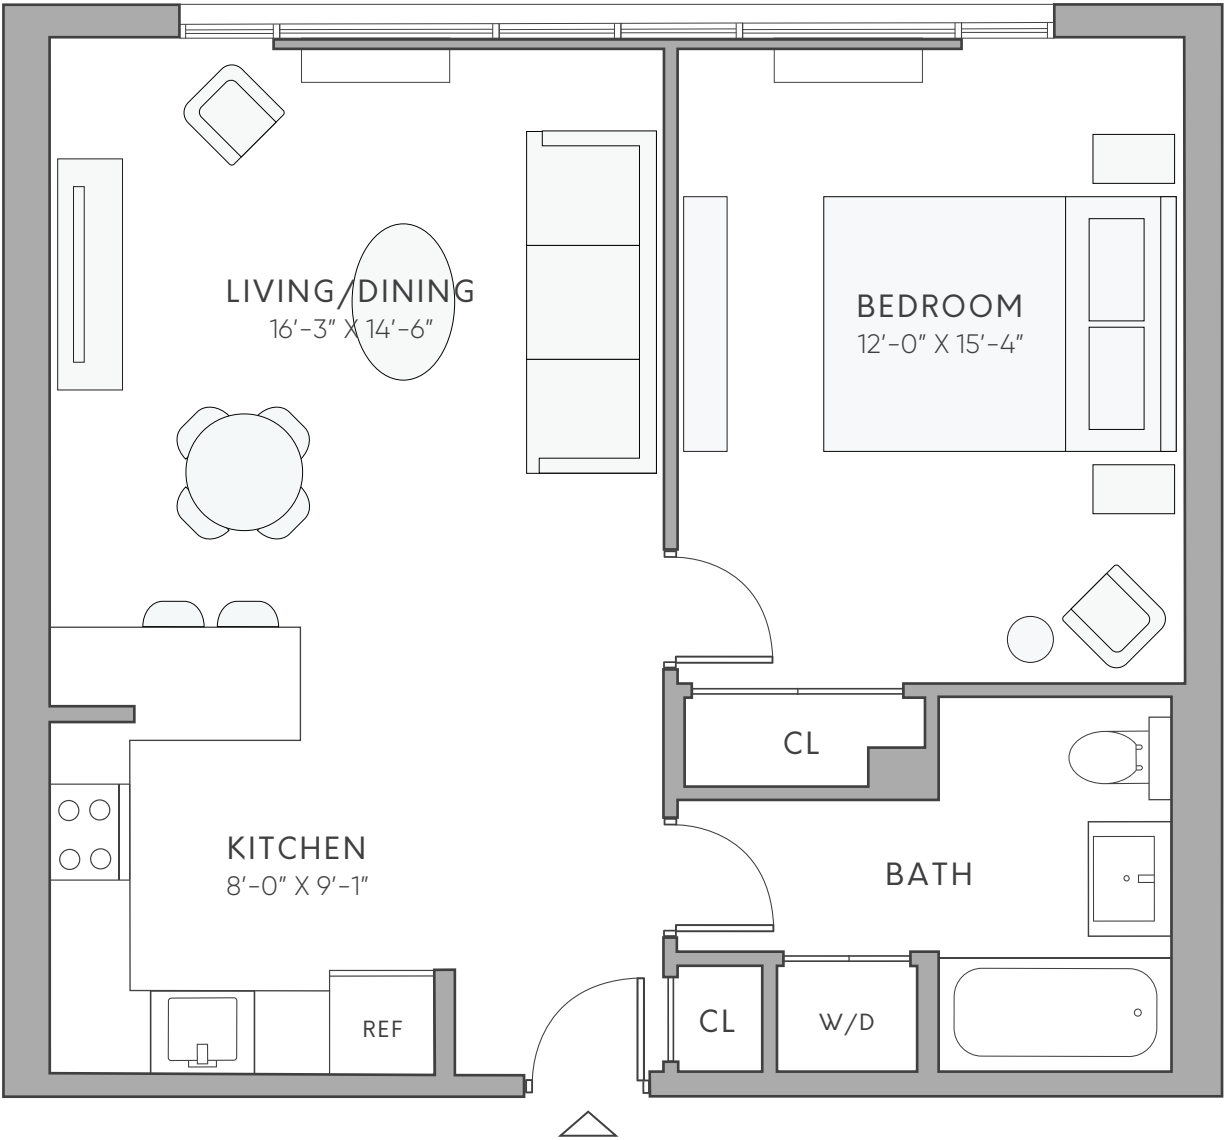 LIVING/DINING
16'-3" X 14'-6"
BEDROOM
12'-0" X 15'-4"
CL
KITCHEN
8'-0" X 9'-1"
BATH
REF
CL
W/D